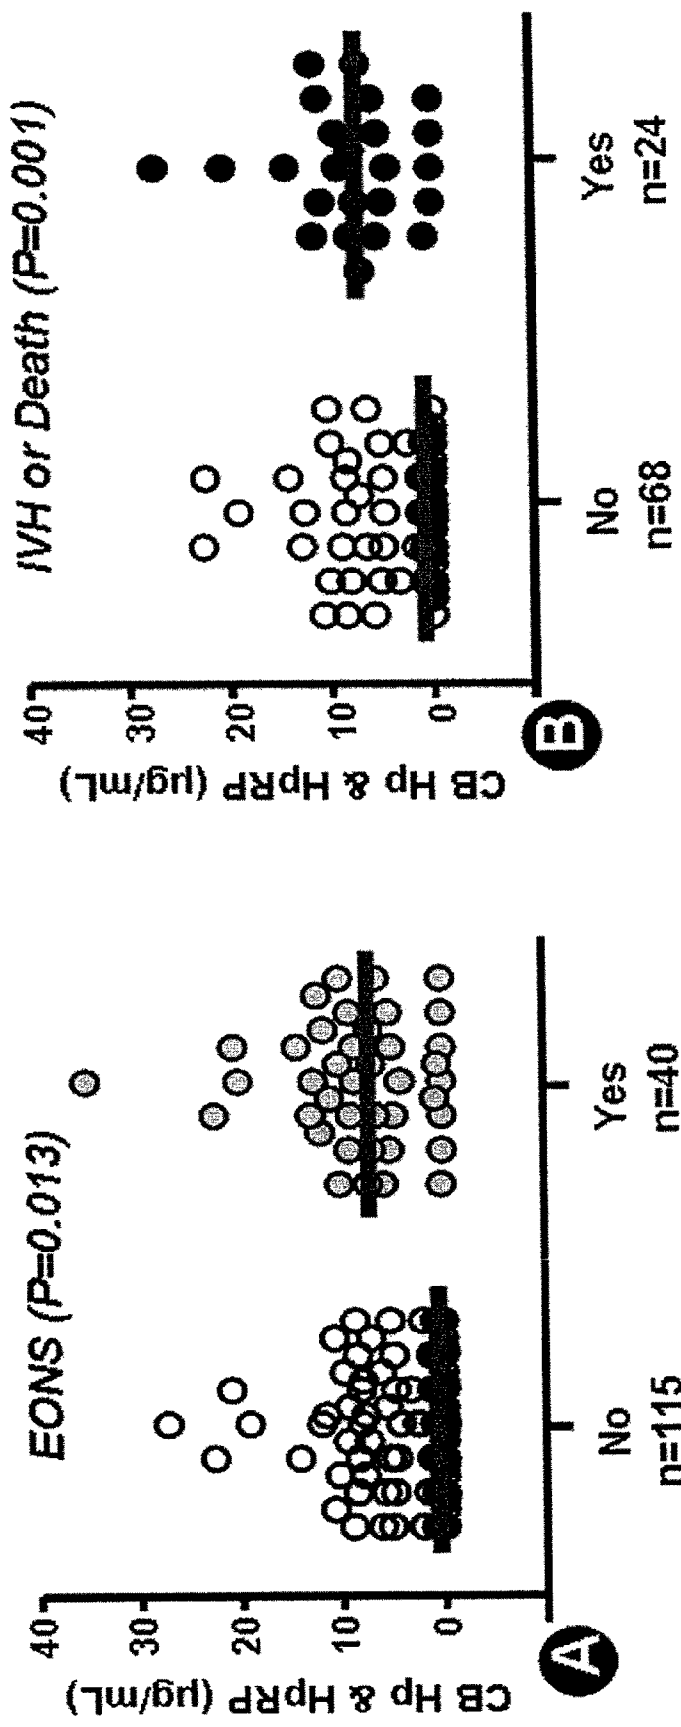 EONS (P=0.013)
CB Hp & HpRP (µg/mL)
40
30
20
10
0
No
Yes
n=115
n=40
A
IVH or Death (P=0.001)
CB Hp & HpRP (µg/mL)
40
30
20
10
0
No
Yes
n=68
n=24
B